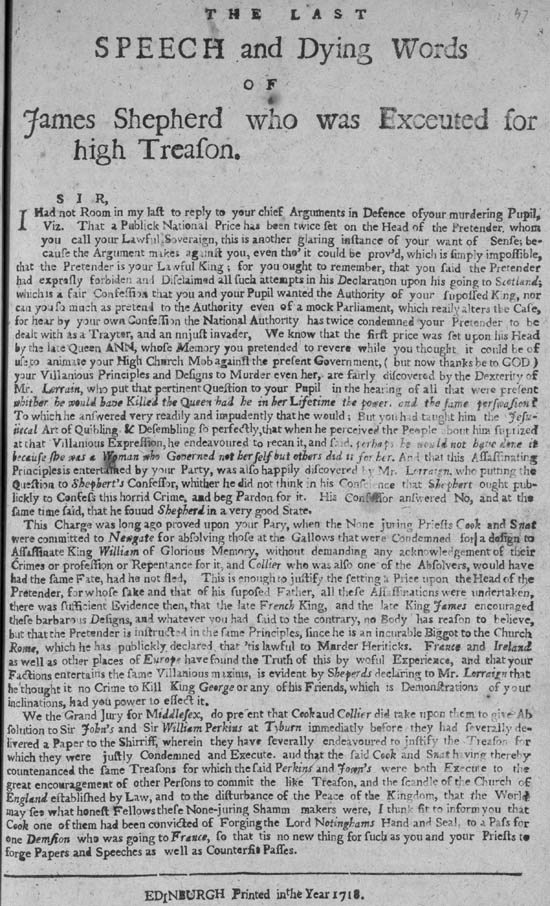 47
THE LAST
SPEECH and Dying Words
OF
James Shepherd who was Exceuted for
high Treaſon.
SIR,
I Had not Room in my laſt to reply to your chief Arguments in Defence of your murdering Pupil,
Viz. That a Publick National Price has been twice ſet on the Head of the Pretender, whom
you call your Lawful Soveraign, this is another glaring inſtance of your want of Senſe; be-
cauſe the Argument makes againſt you, even tho' it could be prov'd, which is ſimply impoſſible,
that the Pretender is your Lawful King; for you ought to remember, that you ſaid the Pretender
had expreſly forbiden and Diſclaimed all ſuch attempts in his Declaration upon his going to Scotland;
which is a fair Confeſſion that you and your Pupil wanted the Authority of your ſupoſſed King, nor
can you ſo much as pretend to the Authority even of a mock Parliament, which really alters the Caſe,
for hear by your own Confeſſion the National Authority has twice condemned your Pretender to be
dealt with as a Trayter, and an unjuſt invader, We know that the firſt price was ſet upon his Head
by the late Queen ANN, whoſe Memory you pretended to revere while you thought it could be of
uſe to animate your High Church Mob againſt the preſent Government, (but now thanks be to GOD)
your Villanious Principles and Deſigns to Murder even her, are fairly diſcovered by the Dexterity of
Mr. Lorrain, who put that pertinent Queſtion to your Pupil in the hearing of all that were preſent
whither he would have Killed the Queen had he in her Lifetime the power, and the ſame perſwaſion?
To which he anſwered very readily and impudently that he would; But you had taught him the Jeſu-
itical Art of Quibling & Deſembling ſo perfectly, that when he perceived the People about him ſuprized
at that Villanious Expreſſion, he endeavoured to recan it, and ſaid, perhaps he would not have done it
becauſe ſhe was a Woman who Governed not her ſelf but others did it for her. And that this Aſſaſſinating
Principles is entertained by your Party, was alſo happily diſcovered by Mr. Lorraign, who putting the
Queſtion to Shepbert's Confeſſor, whither he did not think in his Conſcience that Shepbert ought pub-
lickly to Confeſs this horrid Crime, and beg Pardon for it. His Confeſſor anſwered No, and at the
ſame time ſaid, that he fouud Shepherd in a very good State.
This Charge was long ago proved upon your Pary, when the None juring Prieſts Cook and Snat
were committed to Newgate for abſolving thoſe at the Gallows that were Condemned for a deſign to
Aſſaſſinate King William of Glorious Memory, without demanding any acknowledgement of their
Crimes or profeſſion or Repentance for it, and Collier who was alſo one of the Abſolvers, would have
had the ſame Fate, had he not fled, This is enough to juſtify the ſetting a Price upon the Head of the
Pretender, for whoſe ſake and that of his ſupoſed Father, all theſe Aſſaſſinations were undertaken,
there was ſufficient Evidence then, that the late French King, and the late King James encouraged
theſe barbarous Deſigns, and whatever you had ſaid to the contrary, no Body has reaſon to believe,
but that the Pretender is inſtructed in the ſame Principles, ſince he is an incurable Biggot to the Church
Rome, which he has publickly declared, that 'tis lawful to Murder Heriticks. France and Ireland
as well as other places of Europe have found the Truth of this by woful Experience, and that your
Factions entertains the ſame Villanious maxims, is evident by Sheperds declaring to Mr. Lorraign that
he thought it no Crime to Kill King George or any of his Friends, which is Demonſtrations of your
inclinations, had you power to effect it.
We the Grand Jury for Middleſex, do preſent that Cook aud Collier did take upon them to give Ab
ſolution to Sir John's and Sir William Perkins at Tyburn immediatly before they had ſeverally de-
livered a Paper to the Shirriff, wherein they have ſeverally endeavoured to juſtify the Treaſon for
which they were juſtly Condemned and Execute. and that the ſaid Cook and Snat having thereby
countenanced the ſame Treaſons for which the ſaid Perkins and John's were both Execute to the
great encouragement of other Perſons to commit the like Treaſon, and the ſcandle of the Church of
England eſtabliſhed by Law, and to the diſturbance of the Peace of the Kingdom, that the World
may ſee what honeſt Fellows theſe None-juring Shamm makers were, I think fit to inform you that
Cook one of them had been convicted of Forging the Lord Notinghams Hand and Seal, to a Paſs for
one Demſion who was going to France, ſo that tis no new thing for ſuch as you and your Prieſts to
forge Papers and Speeches as well as Counterfit Paſſes.
EDINBURGH Printed in the Year 1718.